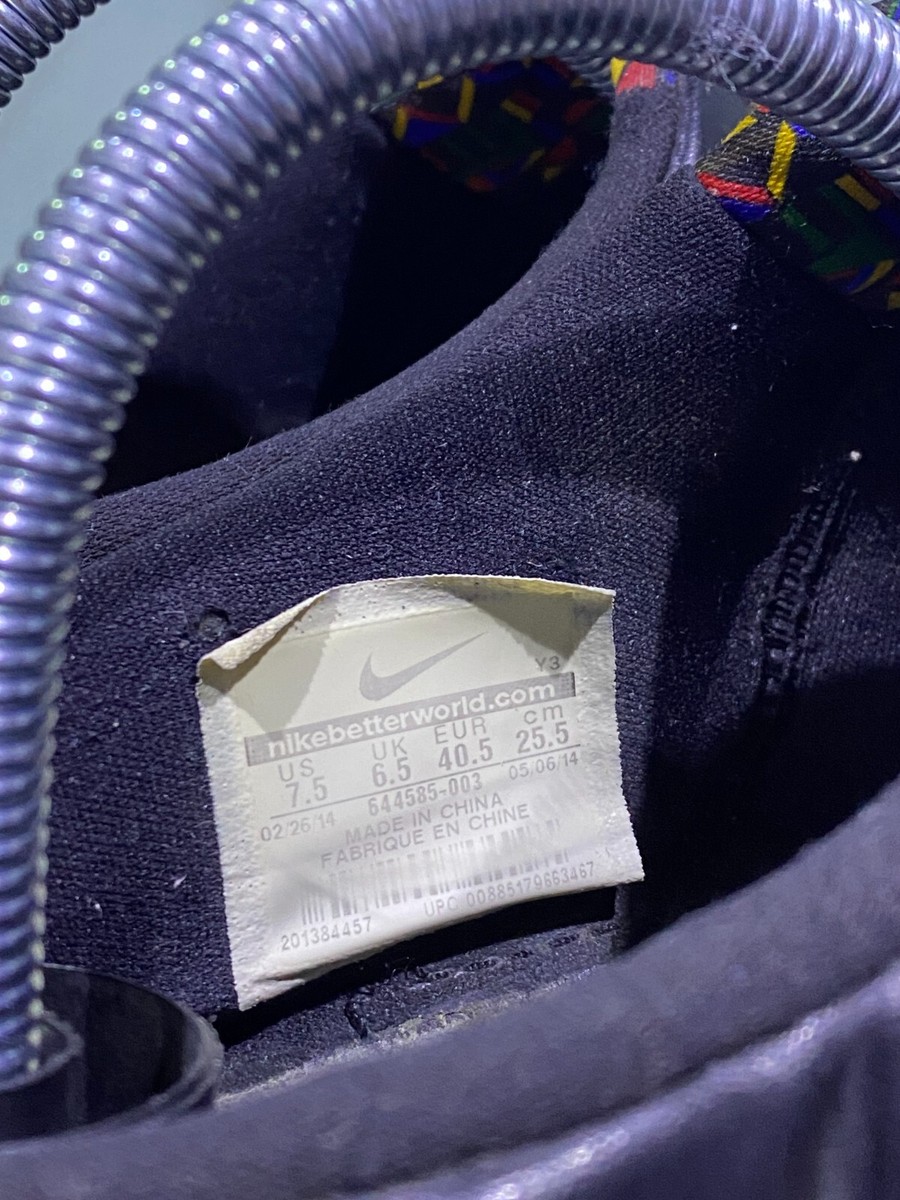 Y3
nikebetterworld.com
US UK EUR cm
7.5 6.5 40.5 25.5
02/26/14 644585-003 05/06/14
MADE IN CHINA
FABRIQUE EN CHINE
201384457 UPC 00886179663467